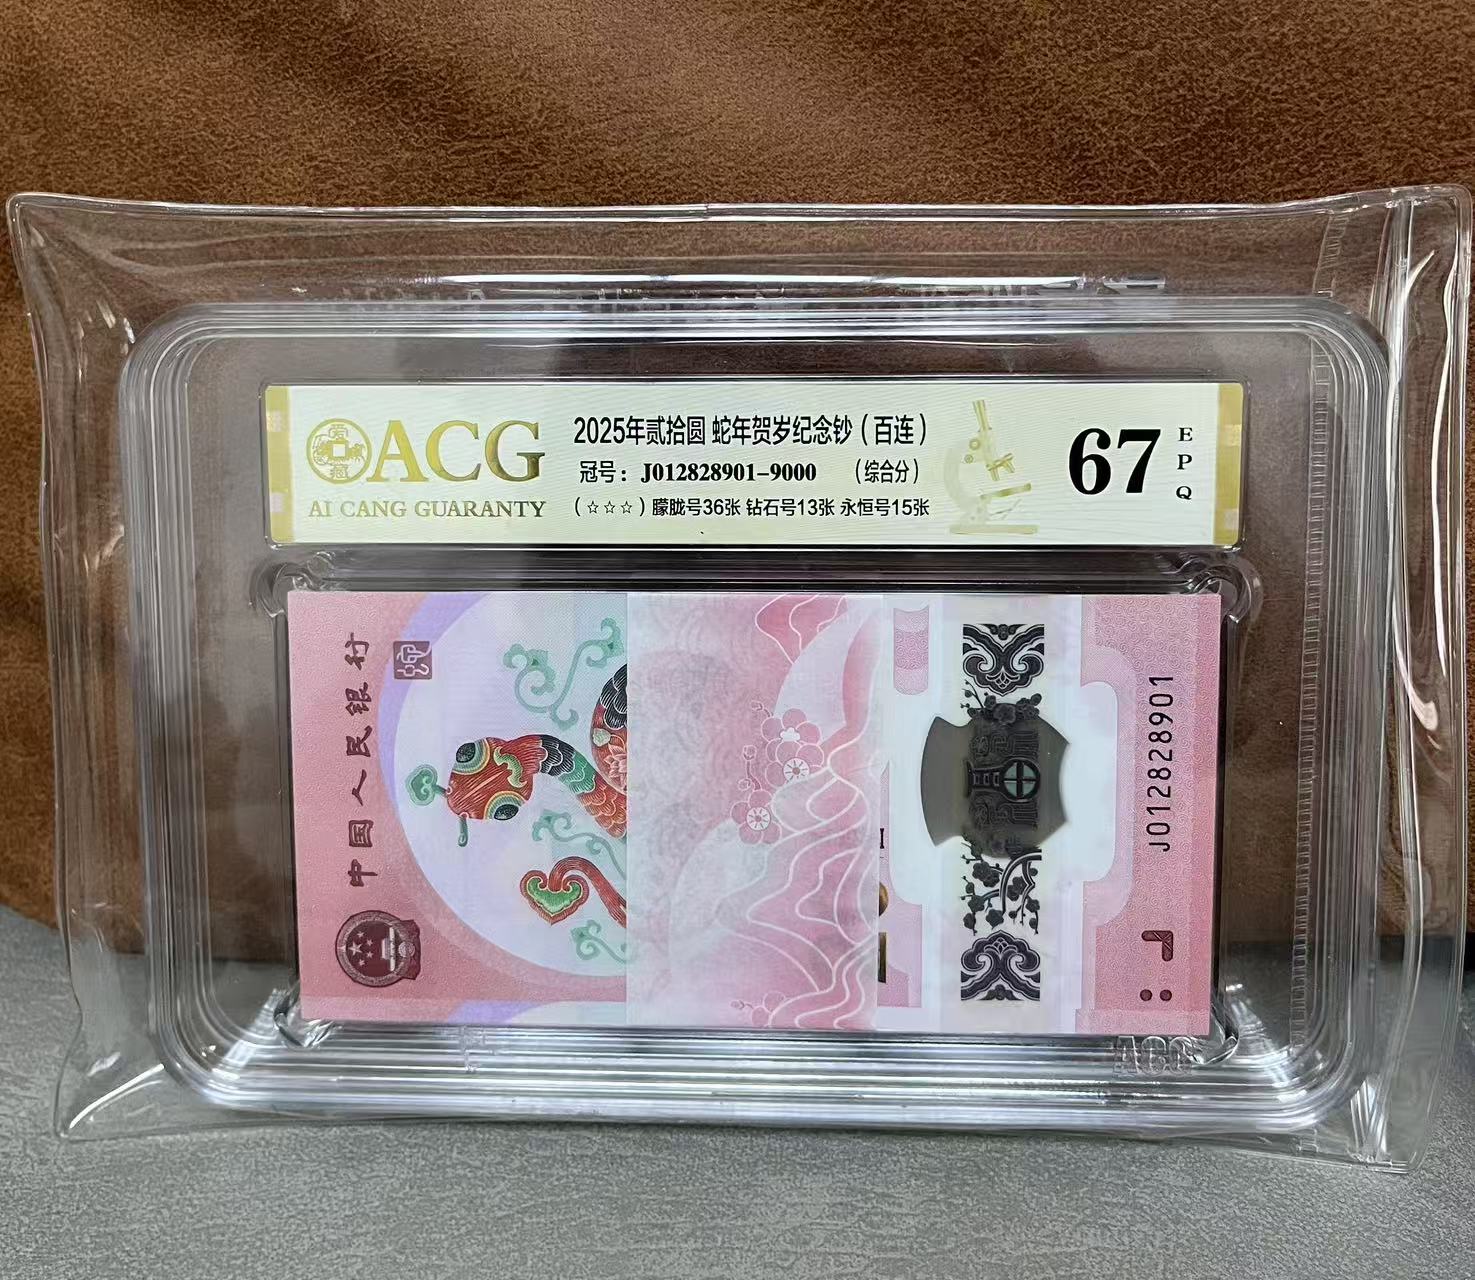 ACG
AI CANG GUARANTY
2025年贰拾圆 蛇年贺岁纪念钞（百连）
冠号：J012828901-9000 （综合分）
（☆☆☆）朦胧号36张 钻石号13张 永恒号15张
67
EPQ
中国人民银行
J012828901
ACG